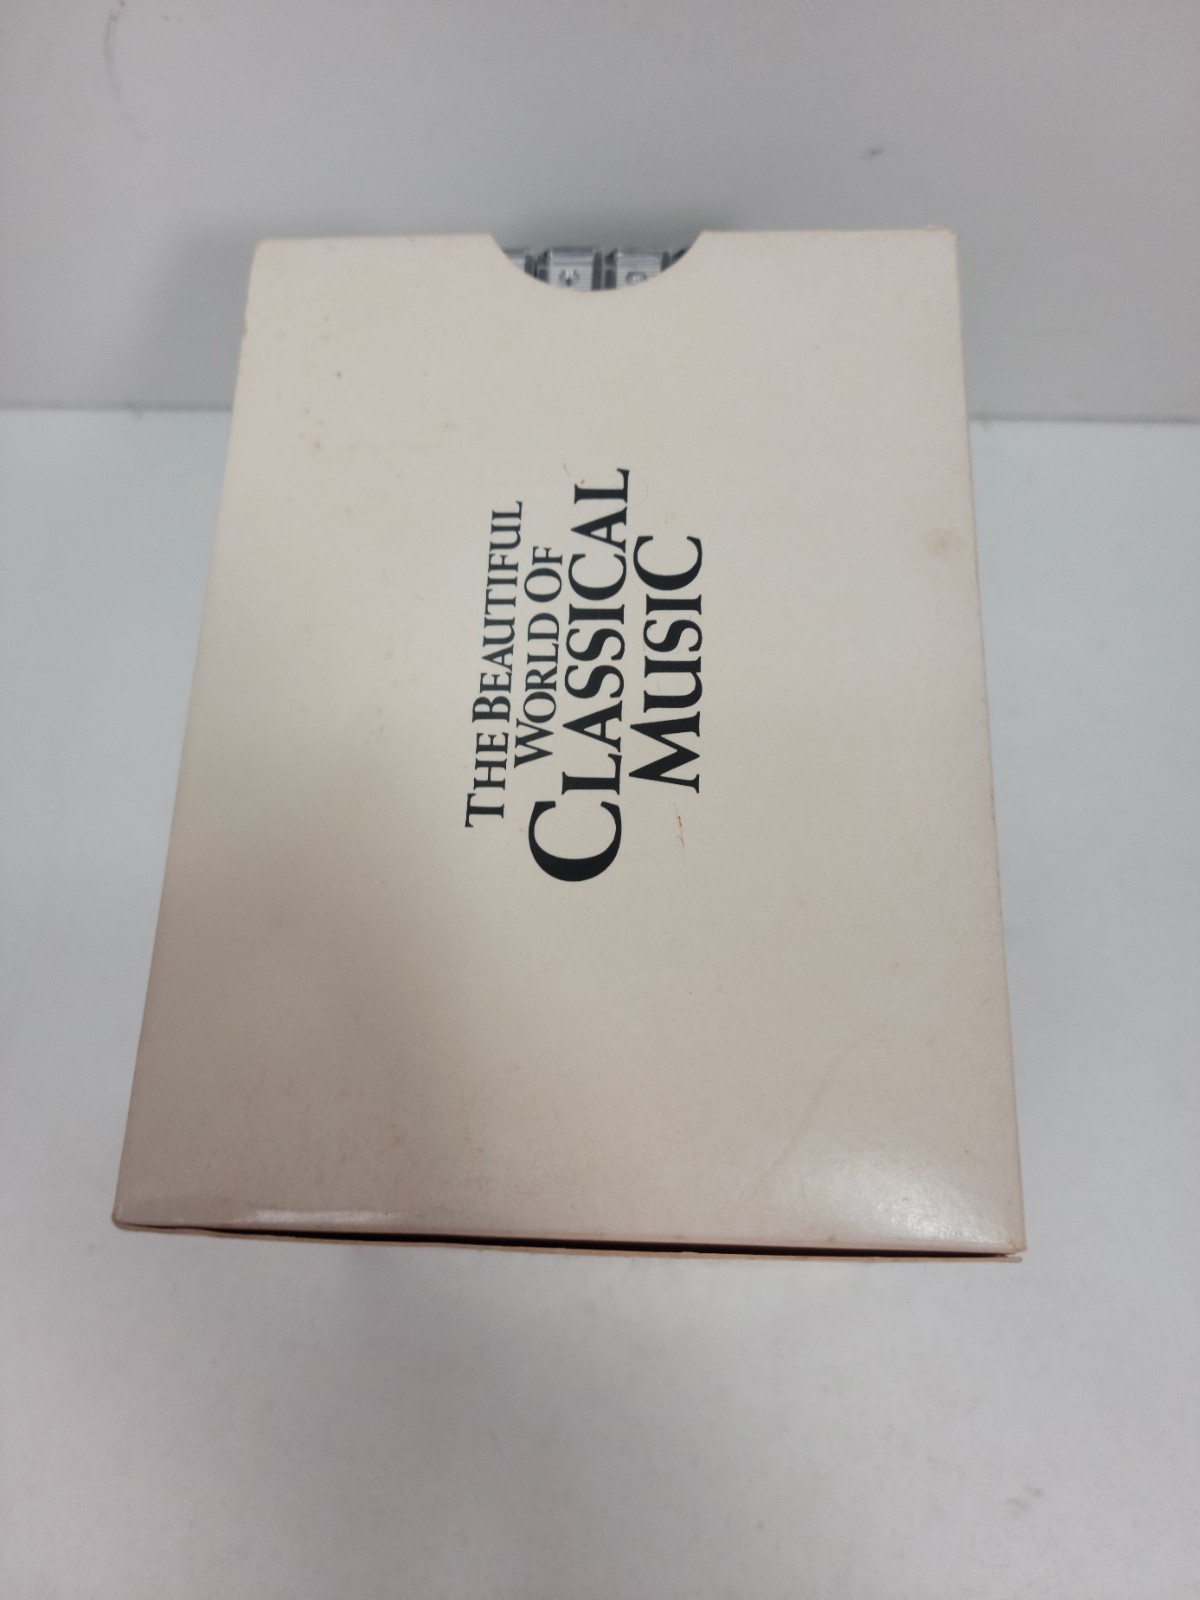 THE BEAUTIFUL
WORLD OF
CLASSICAL
MUSIC